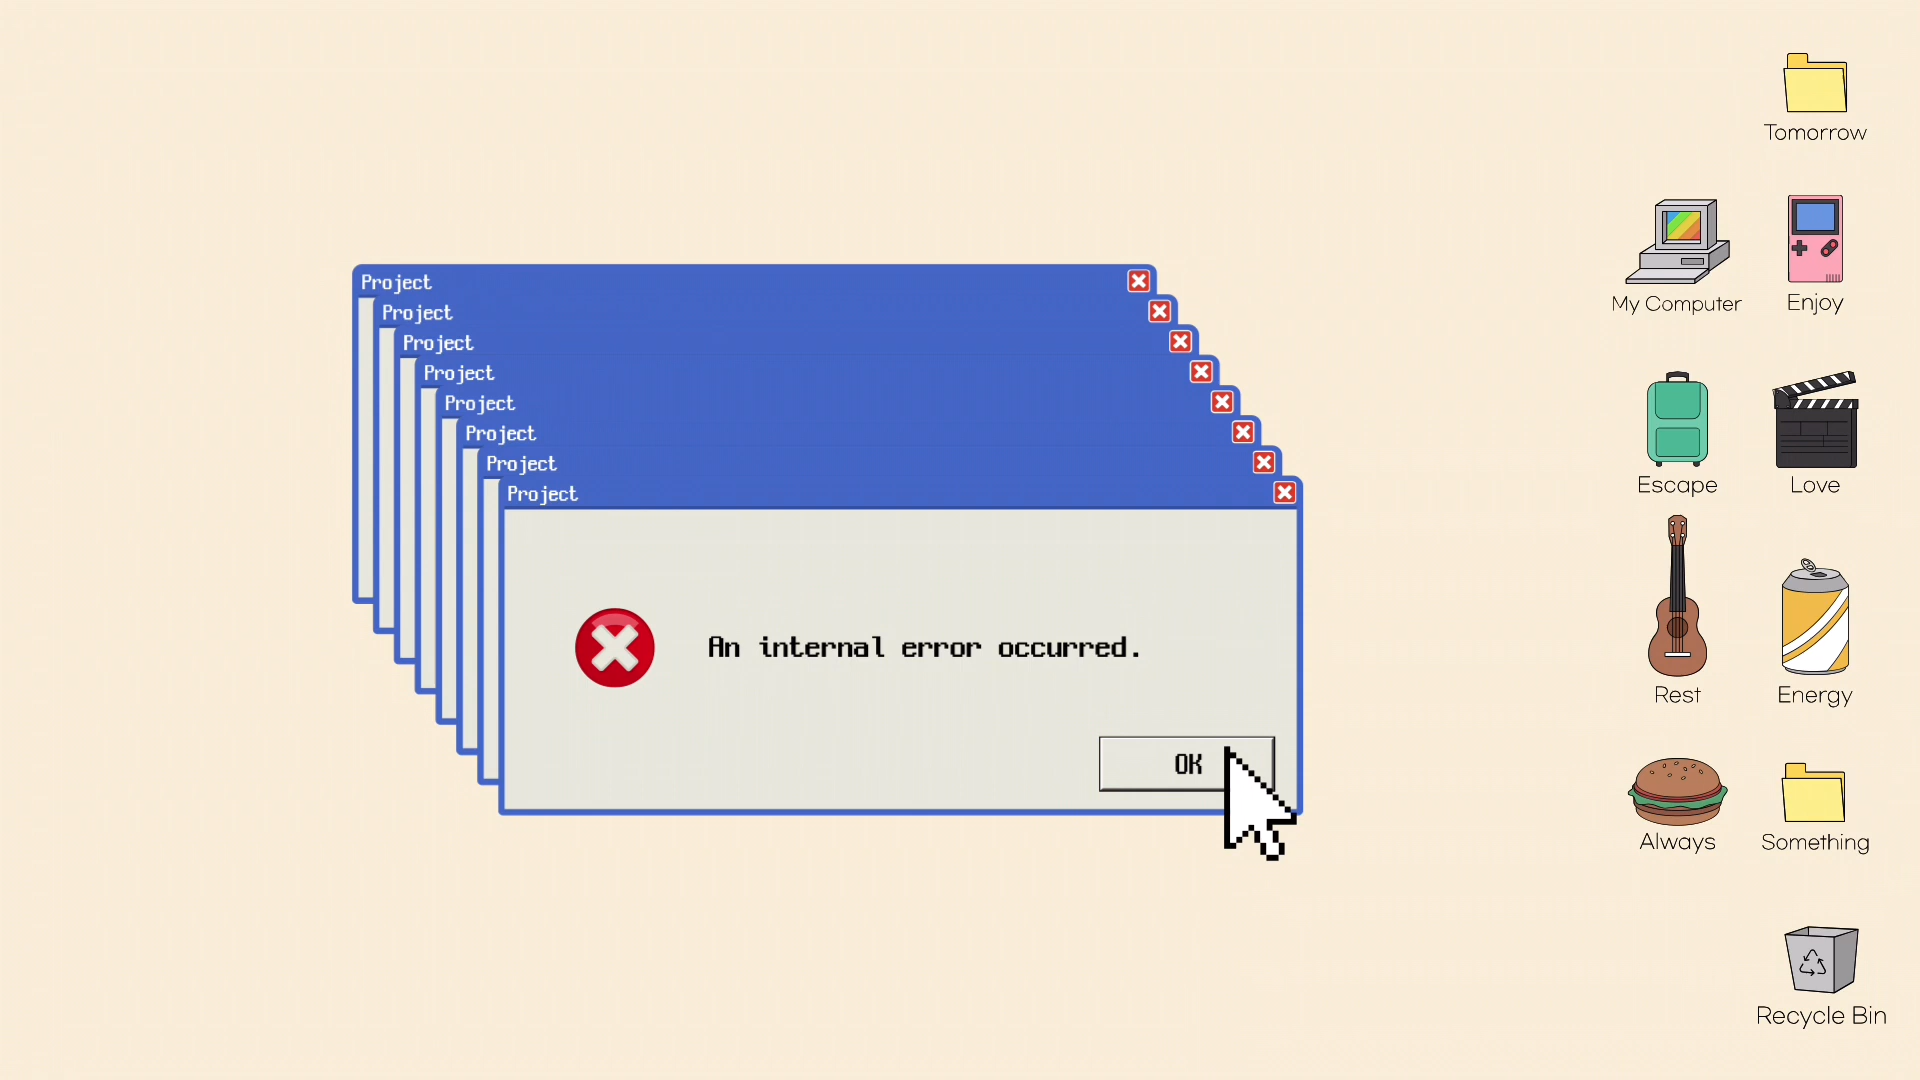 Project
Project
Project
Project
Project
Project
Project
Project
An internal error occurred.
OK
Tomorrow
My Computer
Enjoy
Escape
Love
Rest
Energy
Always
Something
Recycle Bin